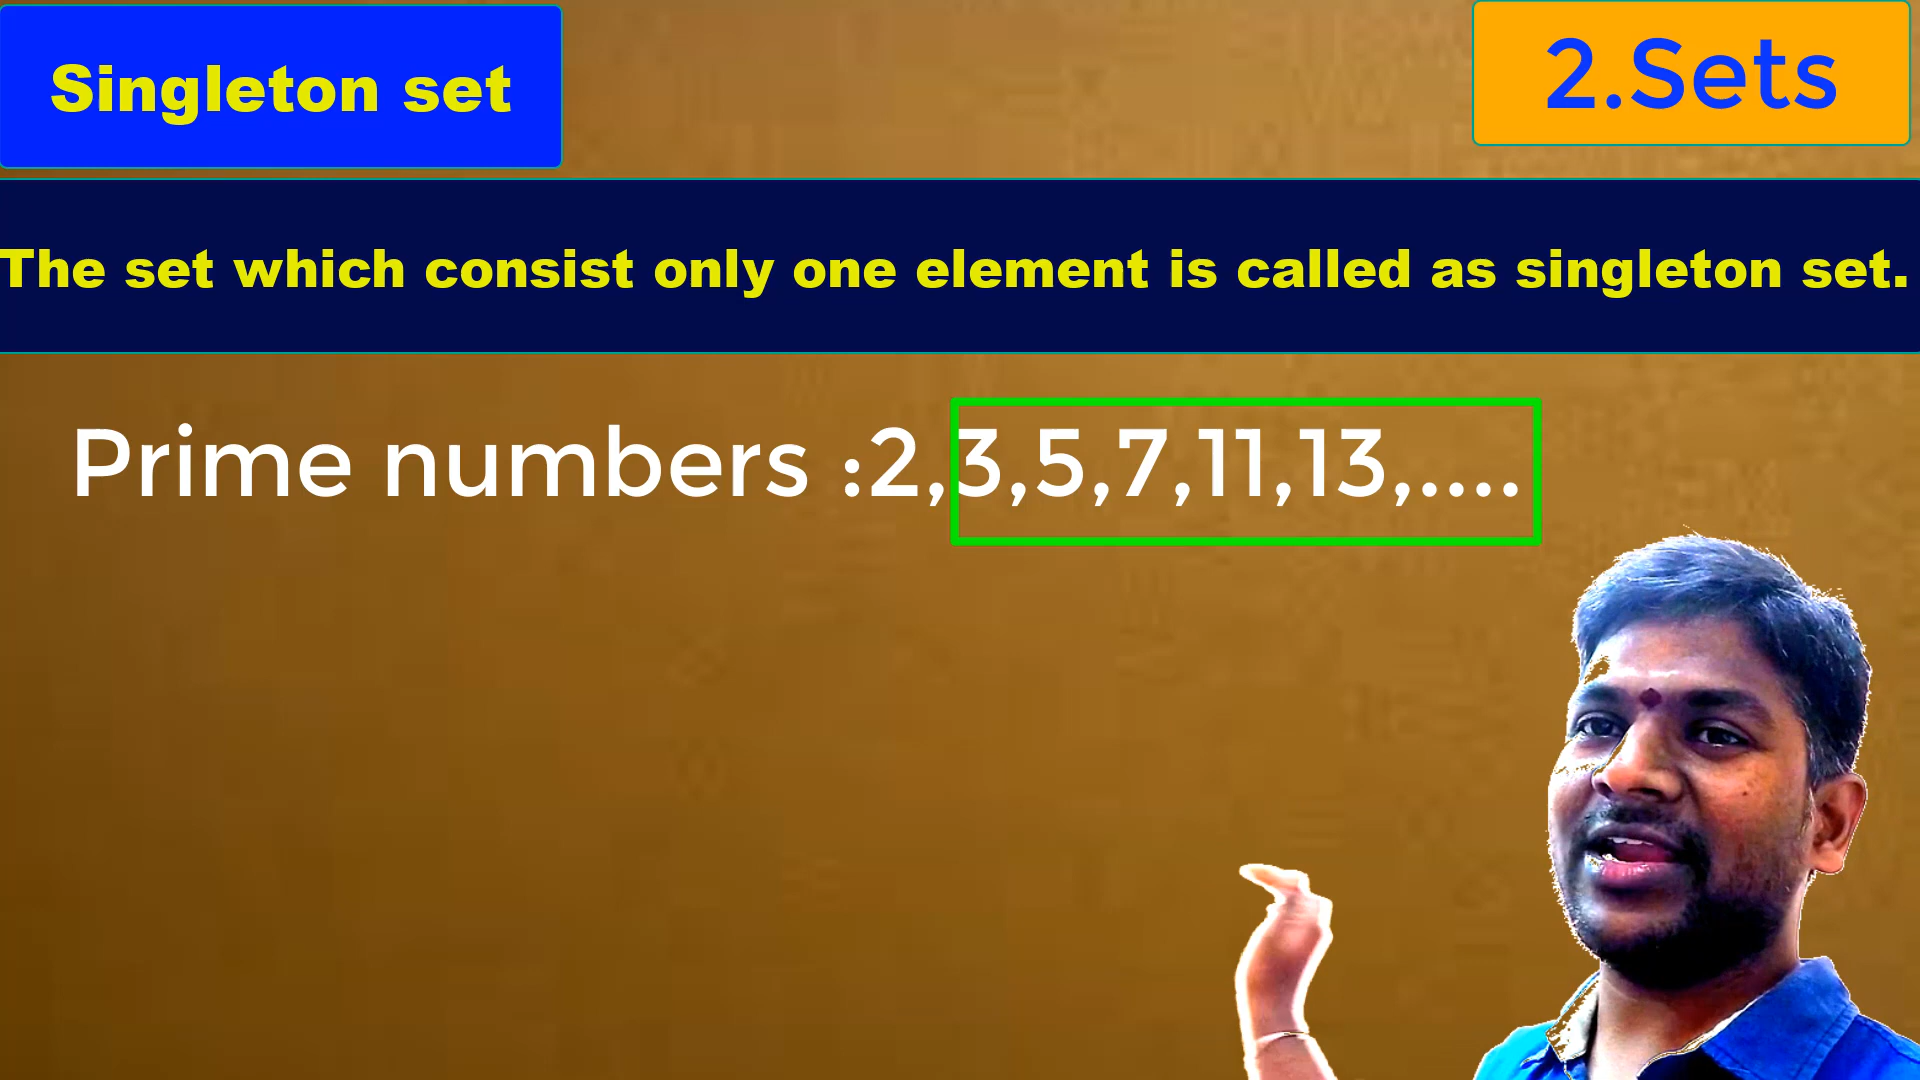 Singleton set
2.Sets
The set which consist only one element is called as singleton set.
Prime numbers :2,3,5,7,11,13,....